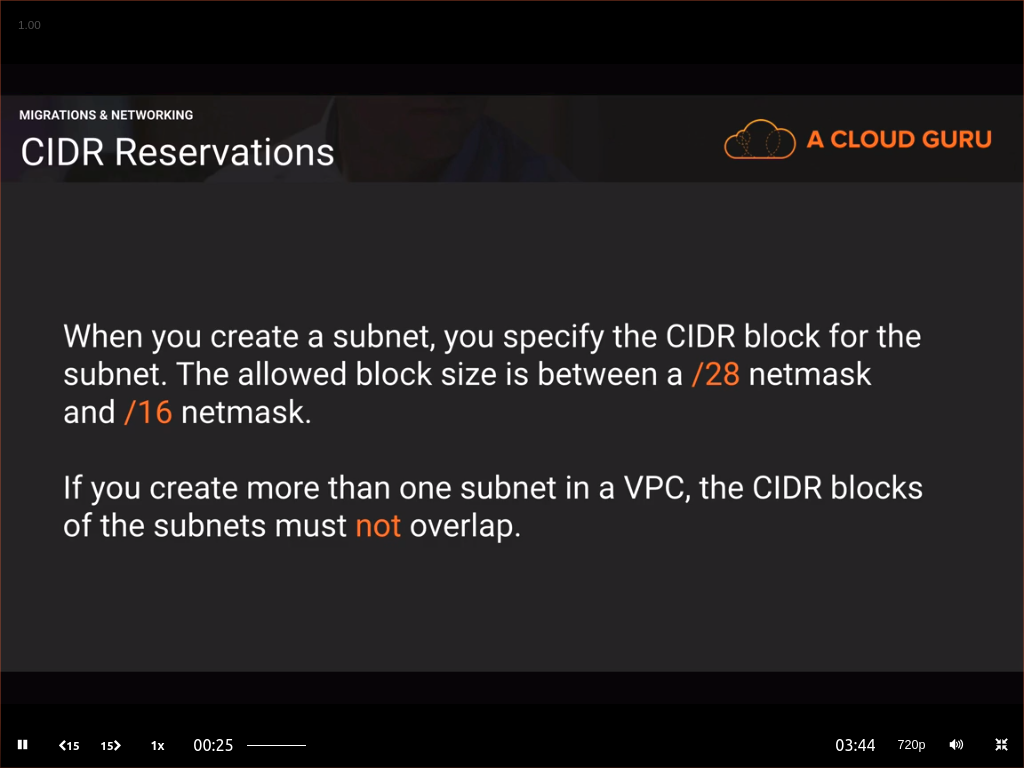 1.00
MIGRATIONS & NETWORKING
CIDR Reservations
A CLOUD GURU
When you create a subnet, you specify the CIDR block for the
subnet. The allowed block size is between a /28 netmask
and /16 netmask.
If you create more than one subnet in a VPC, the CIDR blocks
of the subnets must not overlap.
15 15 1x 00:25 03:44 720p